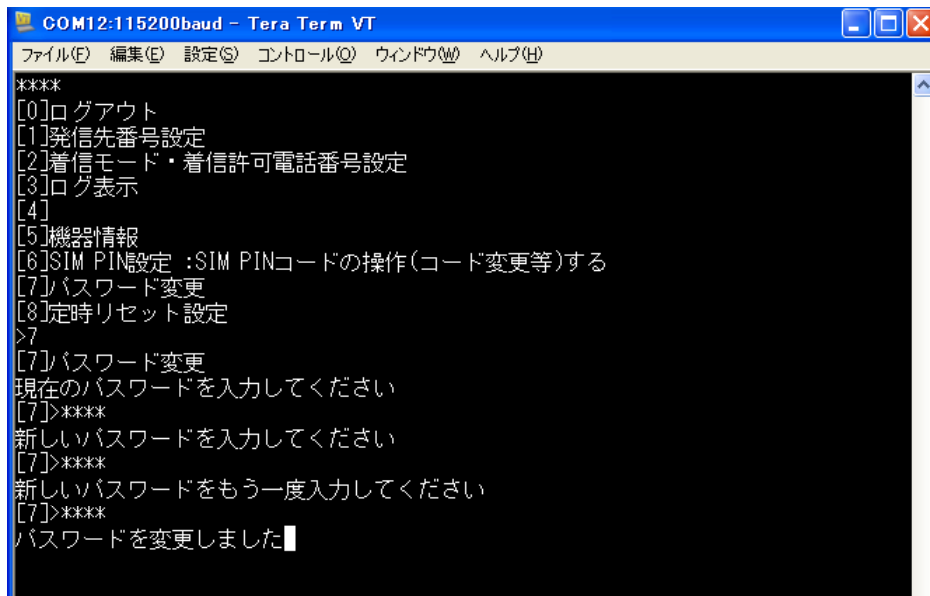 COM12:115200baud - Tera Term VT
ファイル(F) 編集(E) 設定(S) コントロール(O) ウィンドウ(W) ヘルプ(H)
****
[0]ログアウト
[1]発信先番号設定
[2]着信モード・着信許可電話番号設定
[3]ログ表示
[4]
[5]機器情報
[6]SIM PIN設定 :SIM PINコードの操作(コード変更等)する
[7]パスワード変更
[8]定時リセット設定
>7
[7]パスワード変更
現在のパスワードを入力してください
[7]>****
新しいパスワードを入力してください
[7]>****
新しいパスワードをもう一度入力してください
[7]>****
パスワードを変更しました